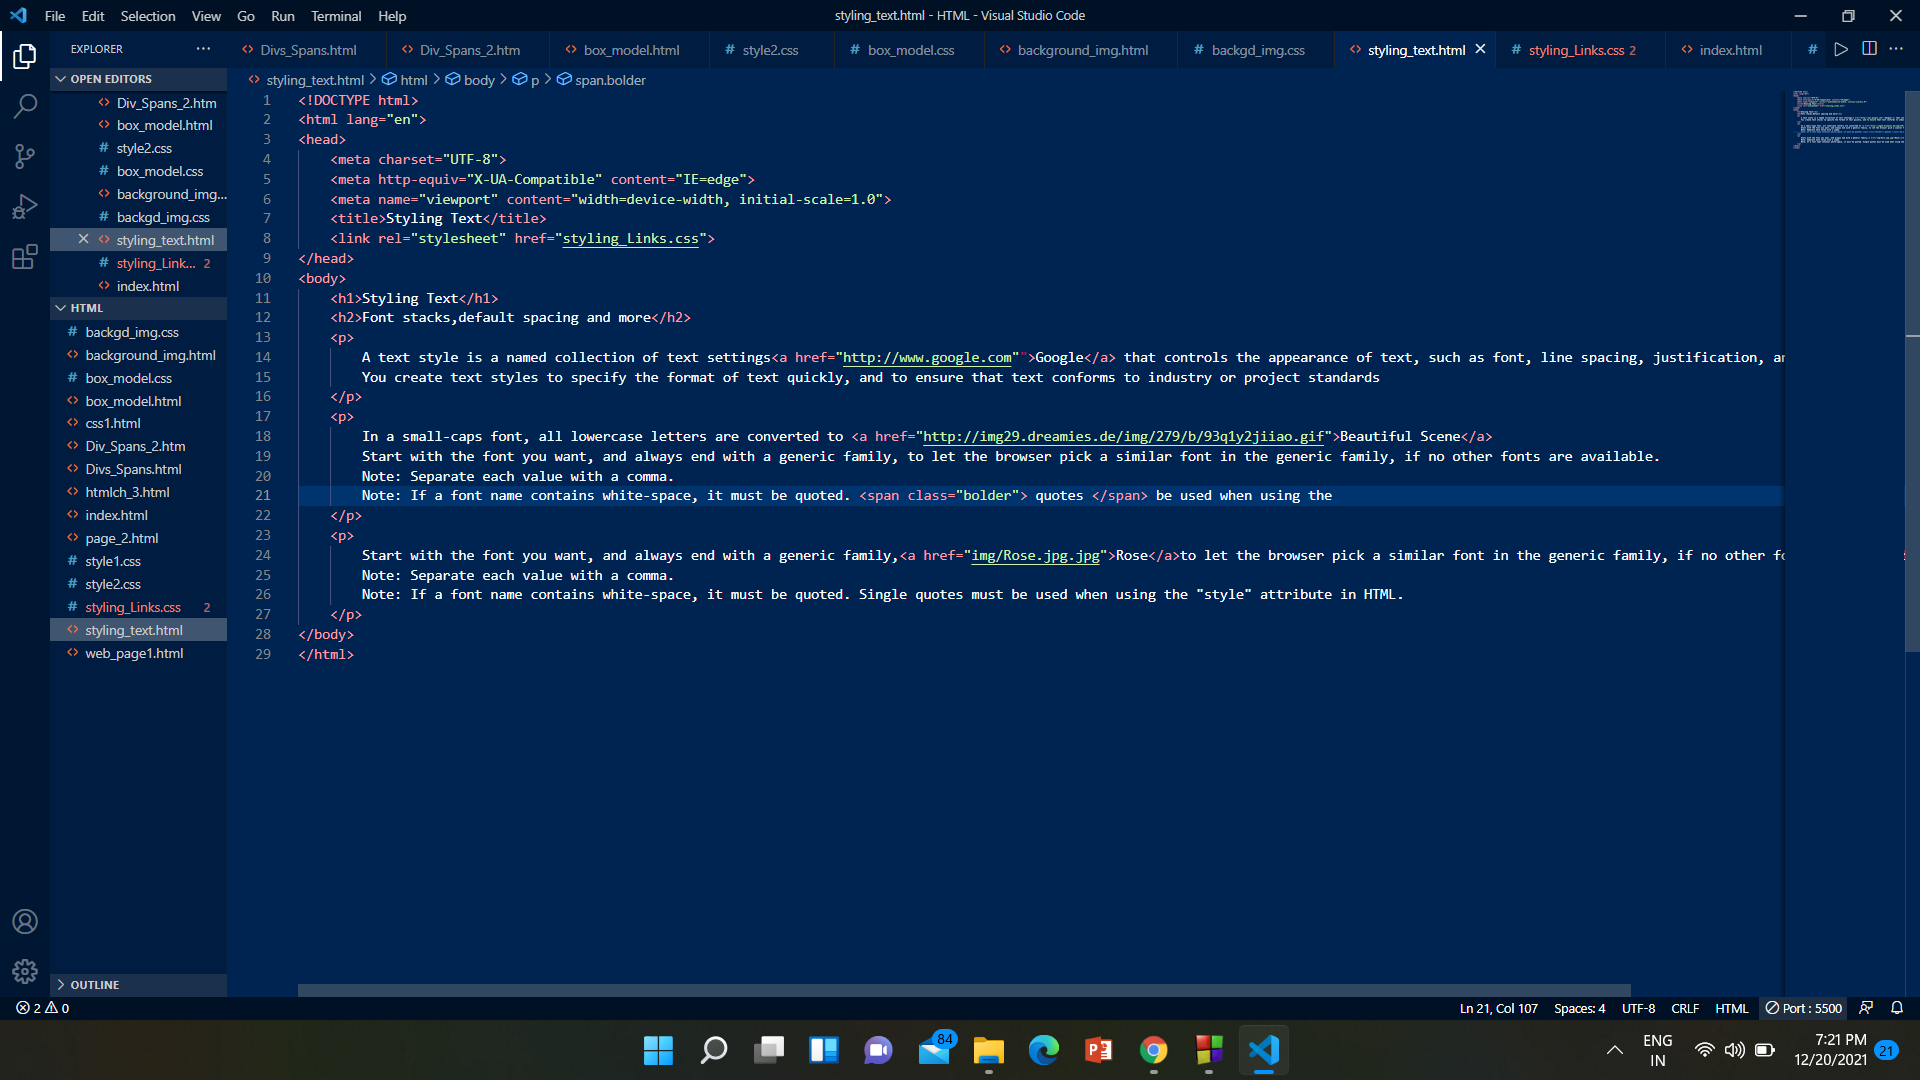 File Edit Selection View Go Run Terminal Help
styling_text.html - HTML - Visual Studio Code
EXPLORER
Divs_Spans.html
Div_Spans_2.htm
box_model.html
# style2.css
# box_model.css
background_img.html
# backgd_img.css
styling_text.html
# styling_Links.css 2
index.html
#
styling_text.html > html > body > p > span.bolder
OPEN EDITORS
Div_Spans_2.htm
box_model.html
# style2.css
# box_model.css
background_img...
# backgd_img.css
styling_text.html
# styling_Link... 2
index.html
HTML
# backgd_img.css
background_img.html
# box_model.css
box_model.html
css1.html
Div_Spans_2.htm
Divs_Spans.html
htmlch_3.html
index.html
page_2.html
# style1.css
# style2.css
# styling_Links.css 2
styling_text.html
web_page1.html
OUTLINE
1 <!DOCTYPE html>
2 <html lang="en">
3 <head>
4 <meta charset="UTF-8">
5 <meta http-equiv="X-UA-Compatible" content="IE=edge">
6 <meta name="viewport" content="width=device-width, initial-scale=1.0">
7 <title>Styling Text</title>
8 <link rel="stylesheet" href="styling_Links.css">
9 </head>
10 <body>
11 <h1>Styling Text</h1>
12 <h2>Font stacks,default spacing and more</h2>
13 <p>
14 A text style is a named collection of text settings<a href="http://www.google.com"">Google</a> that controls the appearance of text, such as font, line spacing, justification, an
15 You create text styles to specify the format of text quickly, and to ensure that text conforms to industry or project standards
16 </p>
17 <p>
18 In a small-caps font, all lowercase letters are converted to <a href="http://img29.dreamies.de/img/279/b/93q1y2jiiao.gif">Beautiful Scene</a>
19 Start with the font you want, and always end with a generic family, to let the browser pick a similar font in the generic family, if no other fonts are available.
20 Note: Separate each value with a comma.
21 Note: If a font name contains white-space, it must be quoted. <span class="bolder"> quotes </span> be used when using the
22 </p>
23 <p>
24 Start with the font you want, and always end with a generic family,<a href="img/Rose.jpg.jpg">Rose</a>to let the browser pick a similar font in the generic family, if no other fo
25 Note: Separate each value with a comma.
26 Note: If a font name contains white-space, it must be quoted. Single quotes must be used when using the "style" attribute in HTML.
27 </p>
28 </body>
29 </html>
2 0
Ln 21, Col 107 Spaces: 4 UTF-8 CRLF HTML Port : 5500
84
ENG
IN
7:21 PM
12/20/2021
21